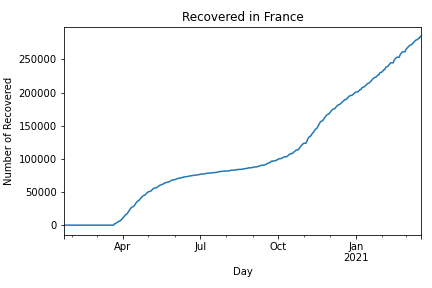 Recovered in France
Number of Recovered
250000
200000
150000
100000
50000
0
Apr
Jul
Oct
Jan
2021
Day